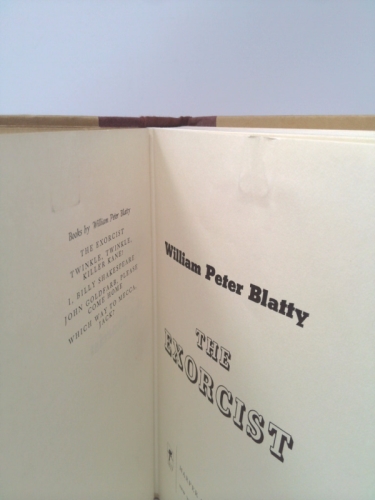 Books by William Peter Blatty
THE EXORCIST
TWINKLE, TWINKLE,
KILLER KANE!
I, BILLY SHAKESPEARE
JOHN GOLDFARB, PLEASE
COME HOME
WHICH WAY TO MECCA,
JACK?
William Peter Blatty
THE
EXORCIST